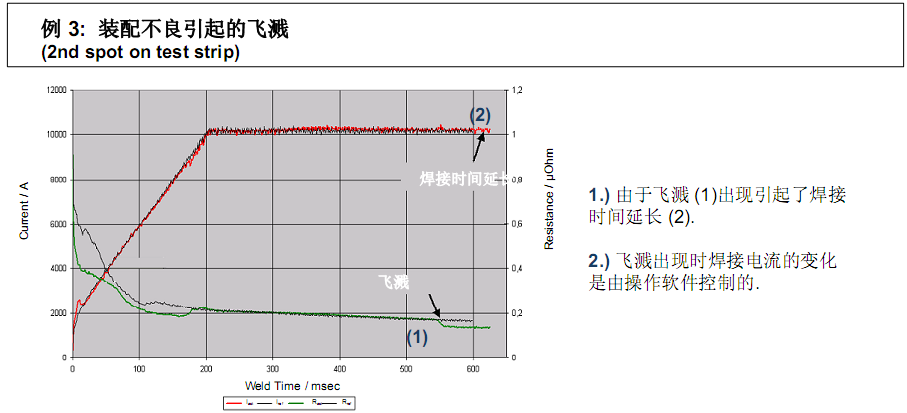 例 3: 装配不良引起的飞溅
(2nd spot on test strip)
12000
10000
8000
6000
4000
2000
0
1,2
1
0,8
0,6
0,4
0,2
0
0 100 200 300 400 500 600
Current / A
Resistance / µOhm
Weld Time / msec
(2)
焊接时间延长
飞溅
(1)
1.) 由于飞溅 (1)出现引起了焊接
时间延长 (2).
2.) 飞溅出现时焊接电流的变化
是由操作软件控制的.